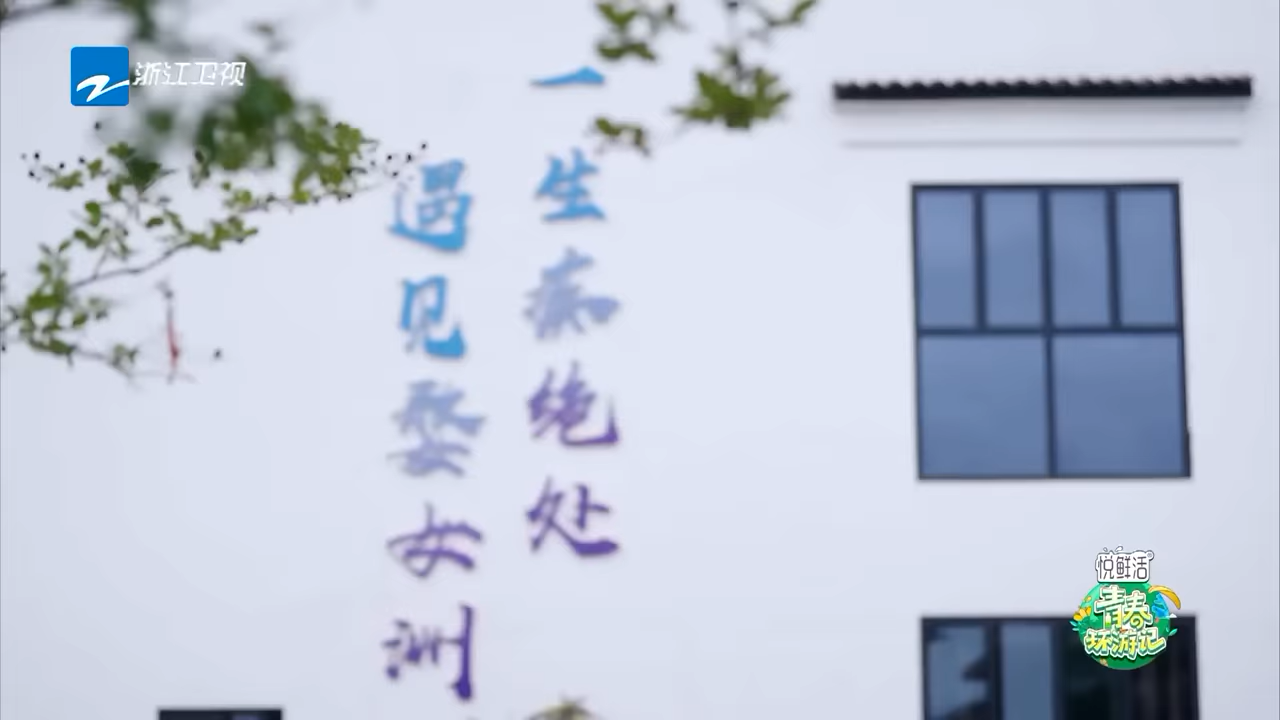 浙江卫视
一生痴绝处
遇见婺女洲
悦鲜活
青春
环游记